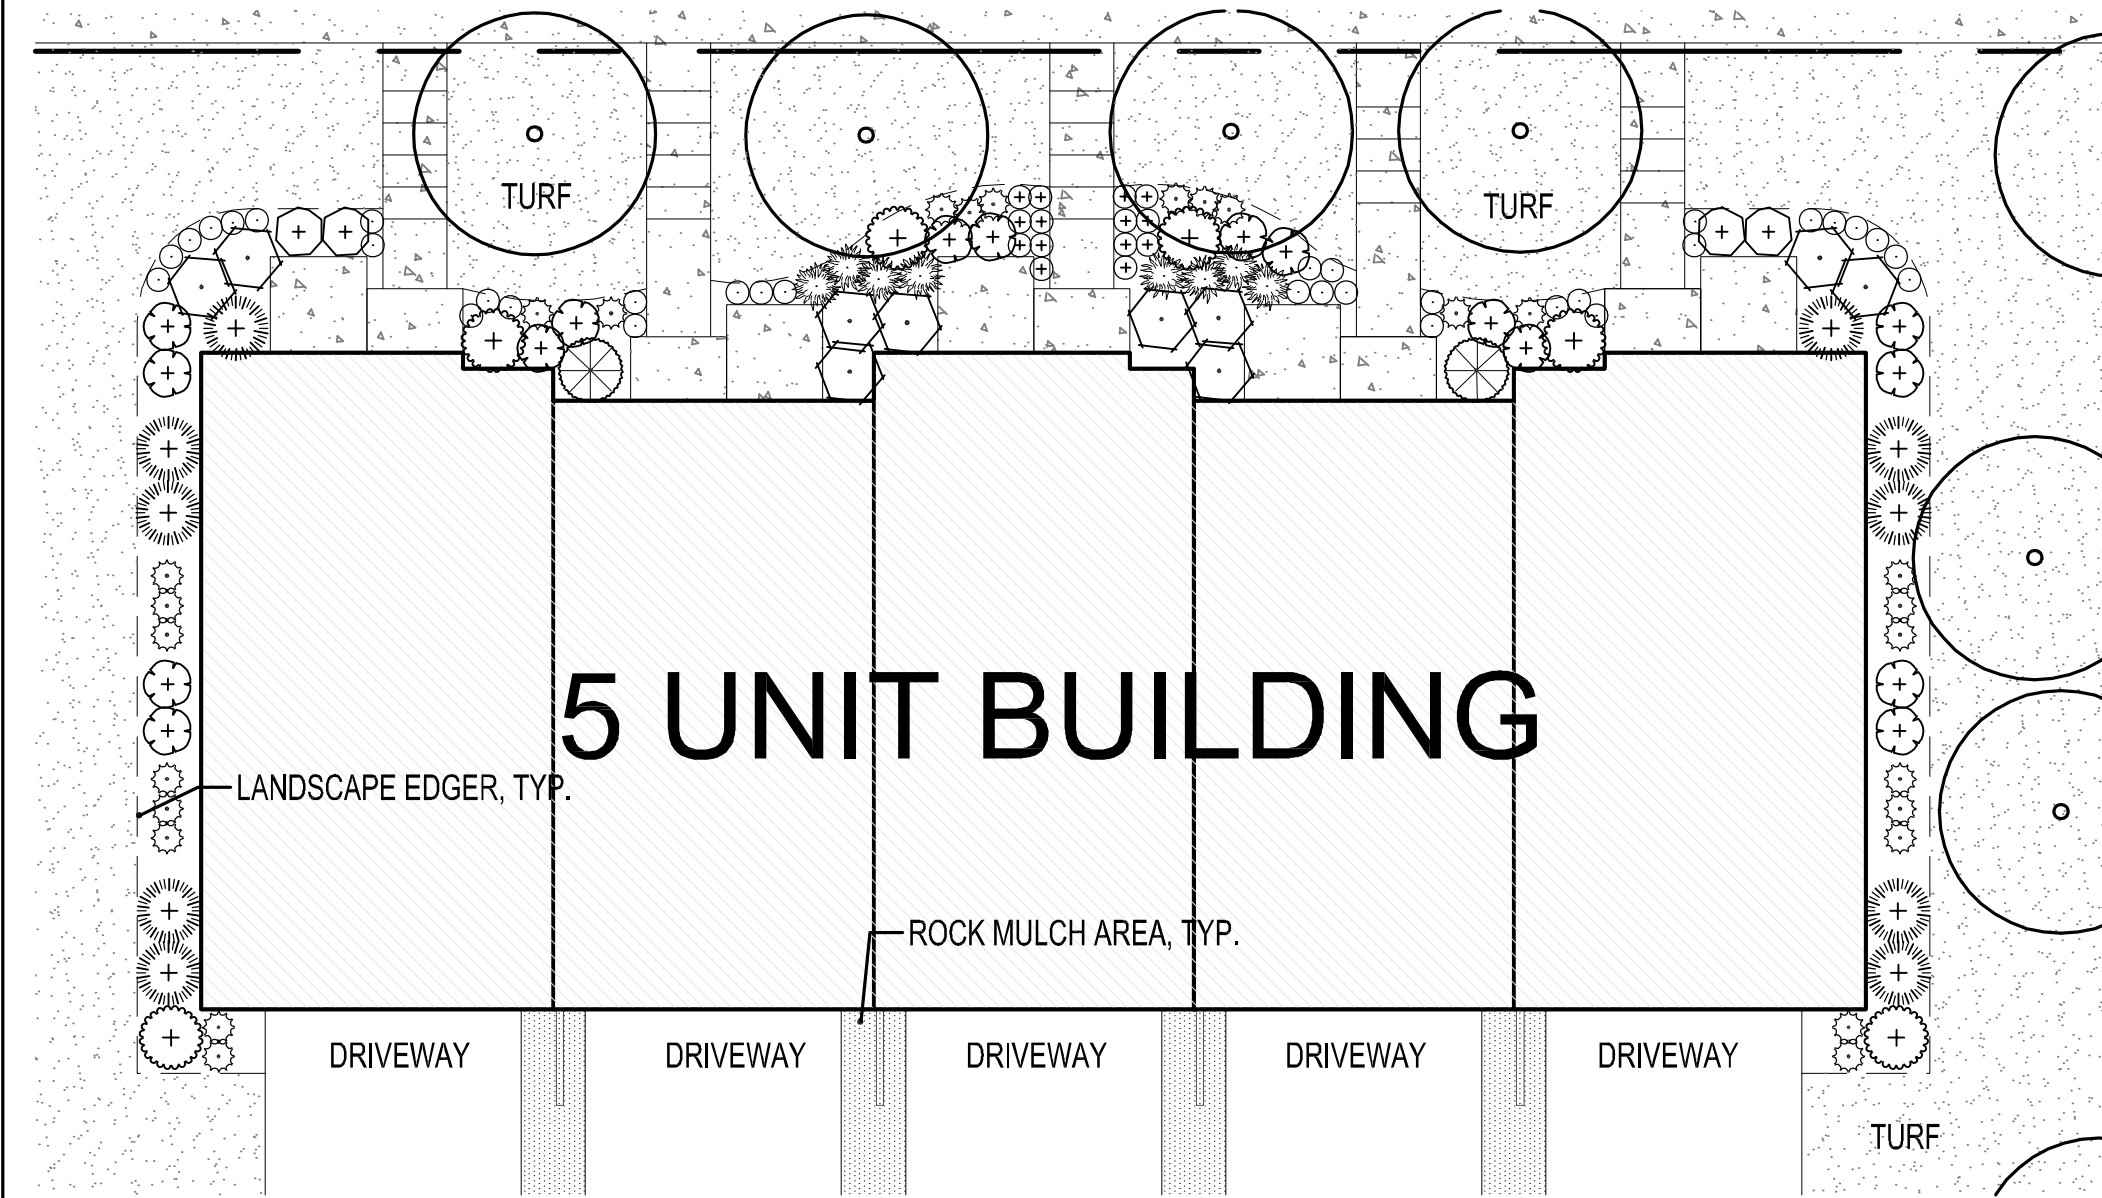 TURF
TURF
5 UNIT BUILDING
LANDSCAPE EDGER, TYP.
ROCK MULCH AREA, TYP.
DRIVEWAY
DRIVEWAY
DRIVEWAY
DRIVEWAY
DRIVEWAY
TURF